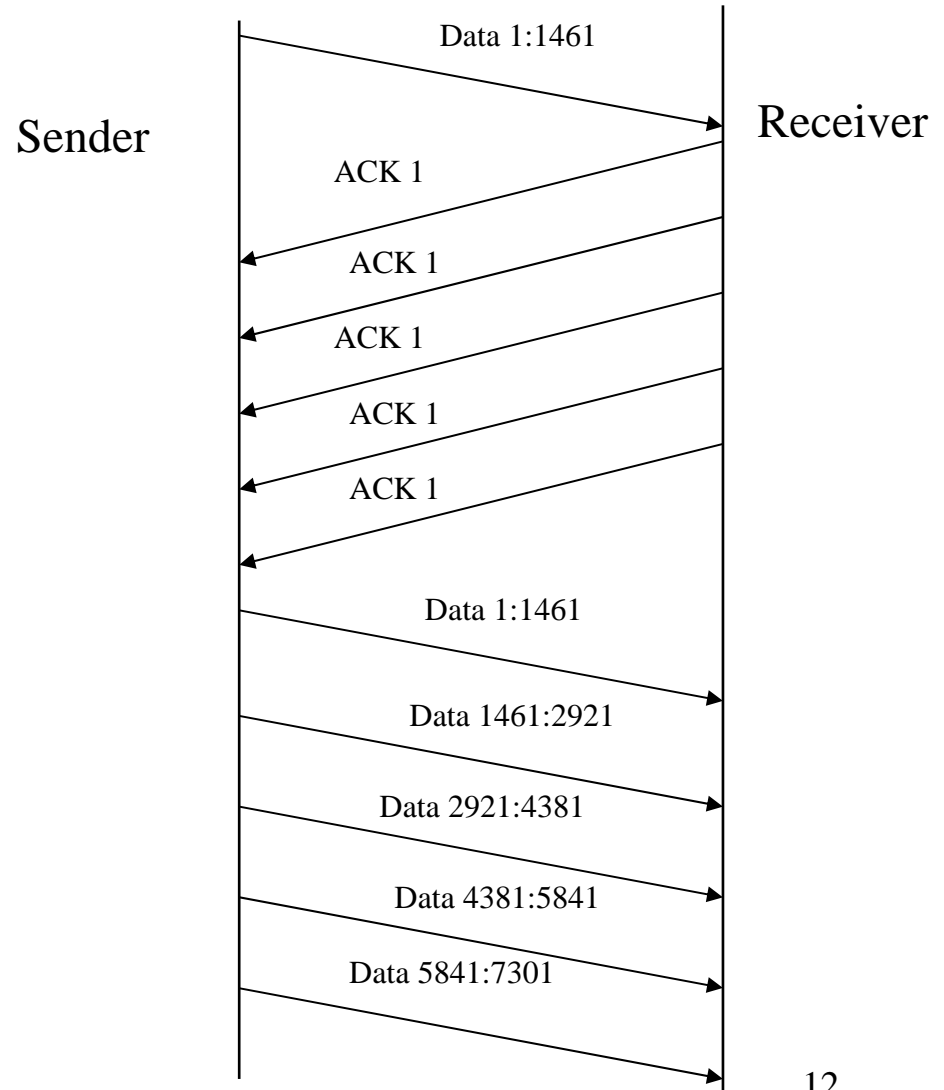 Data 1:1461
Sender
Receiver
ACK 1
ACK 1
ACK 1
ACK 1
ACK 1
Data 1:1461
Data 1461:2921
Data 2921:4381
Data 4381:5841
Data 5841:7301
12